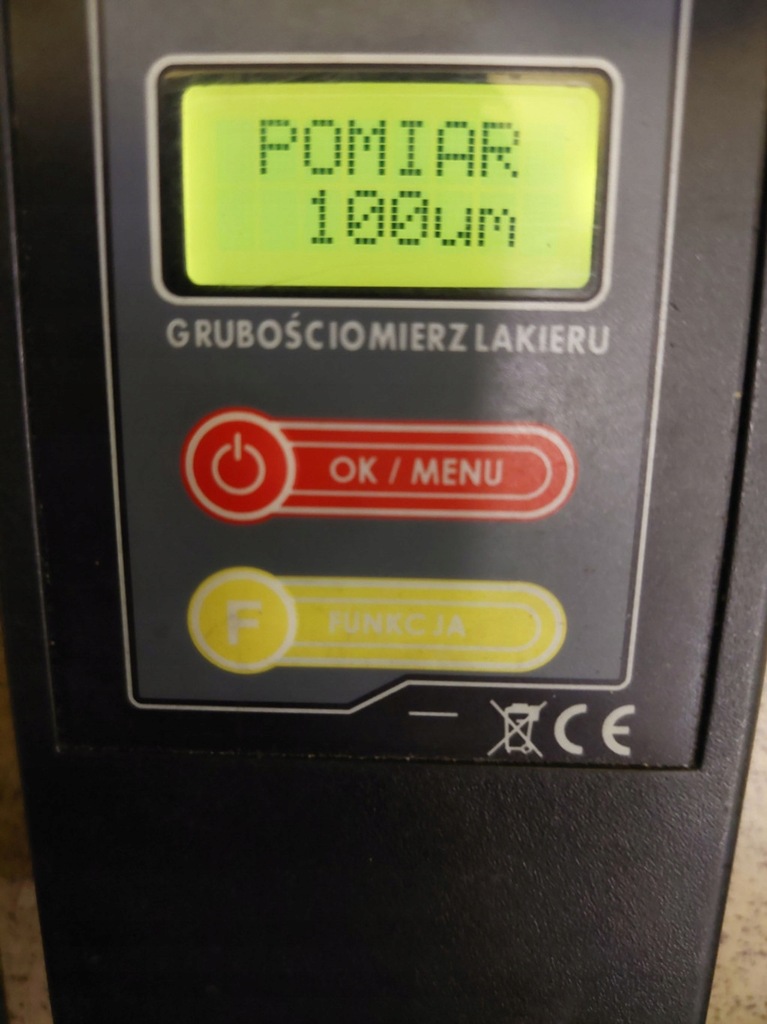 POMIAR
100um
GRUBOŚCIOMIERZ LAKIERU
OK / MENU
F FUNKCJA
CE